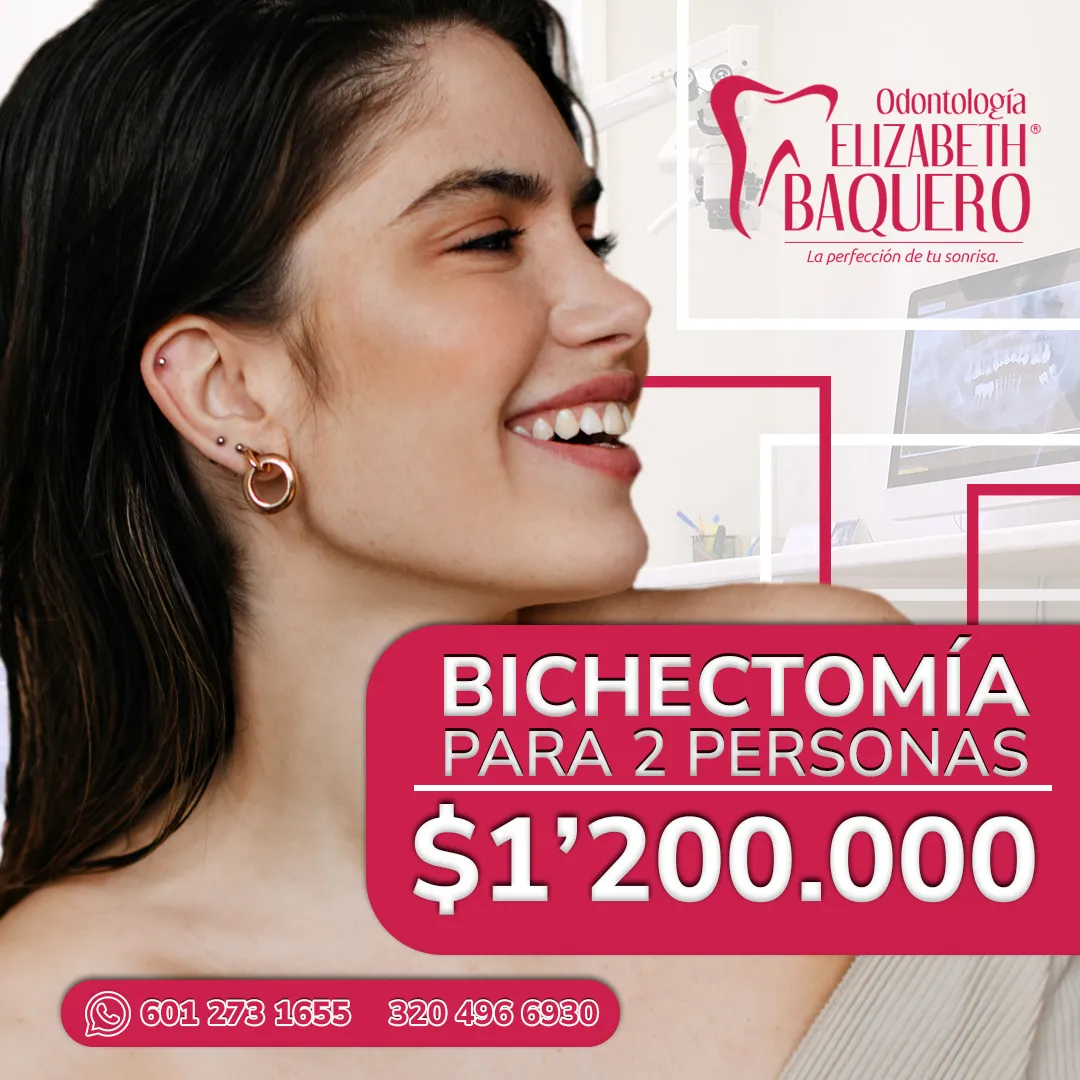 Odontología
ELIZABETH®
BAQUERO
La perfección de tu sonrisa.
BICHECTOMÍA
PARA 2 PERSONAS
$1’200.000
601 273 1655 320 496 6930